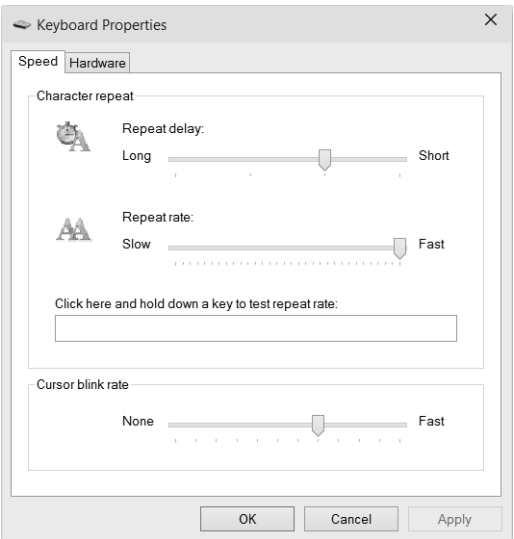 Keyboard Properties
Speed Hardware
Character repeat
Repeat delay:
Long Short
Repeat rate:
Slow Fast
Click here and hold down a key to test repeat rate:
Cursor blink rate
None Fast
OK Cancel Apply